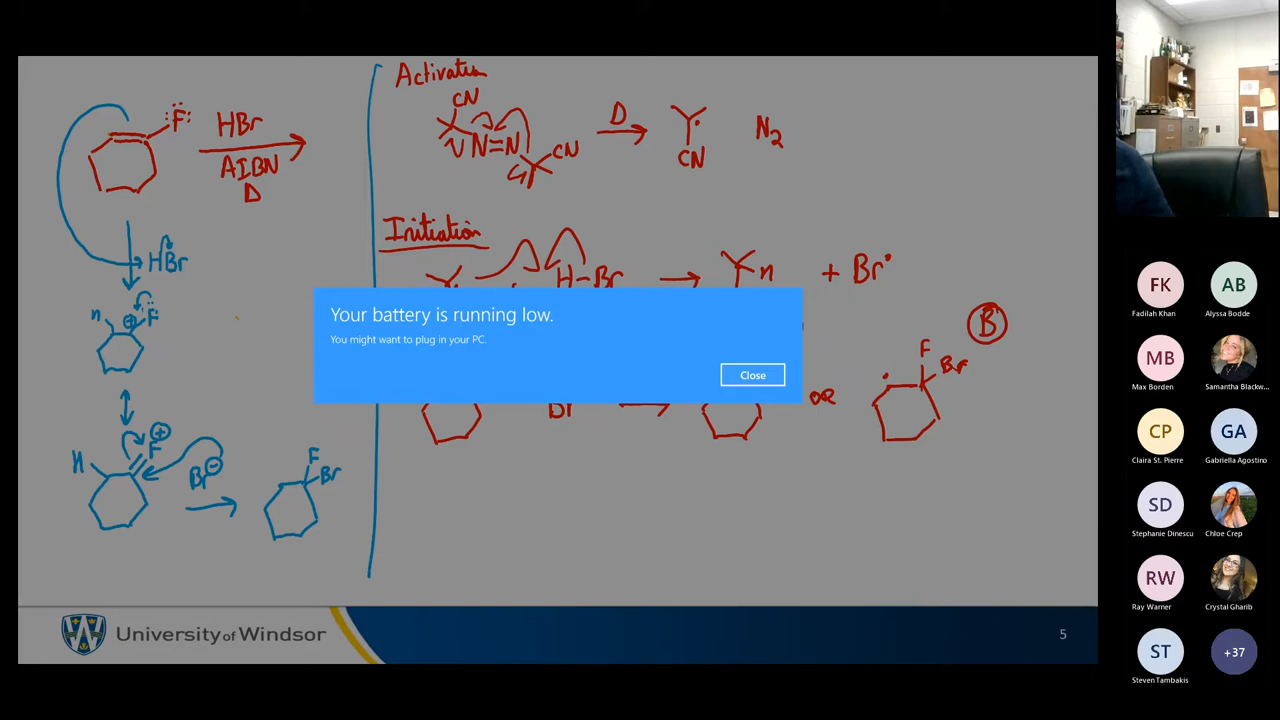 F
HBr
AIBN
Δ
HBr
H
F
H
F
Br
F
Br
Activation
CN
N=N
CN
Δ
CN
N2
Initiation
H-Br
H
+ Br
Your battery is running low.
You might want to plug in your PC.
Close
Br
OR
F
Br
B
University of Windsor
5
FK
Fadilah Khan
AB
Alyssa Bodde
MB
Max Borden
Samantha Blackw...
CP
Claira St. Pierre
GA
Gabriella Agostino
SD
Stephanie Dinescu
Chloe Crep
RW
Ray Warner
Crystal Gharib
ST
Steven Tambakis
+37